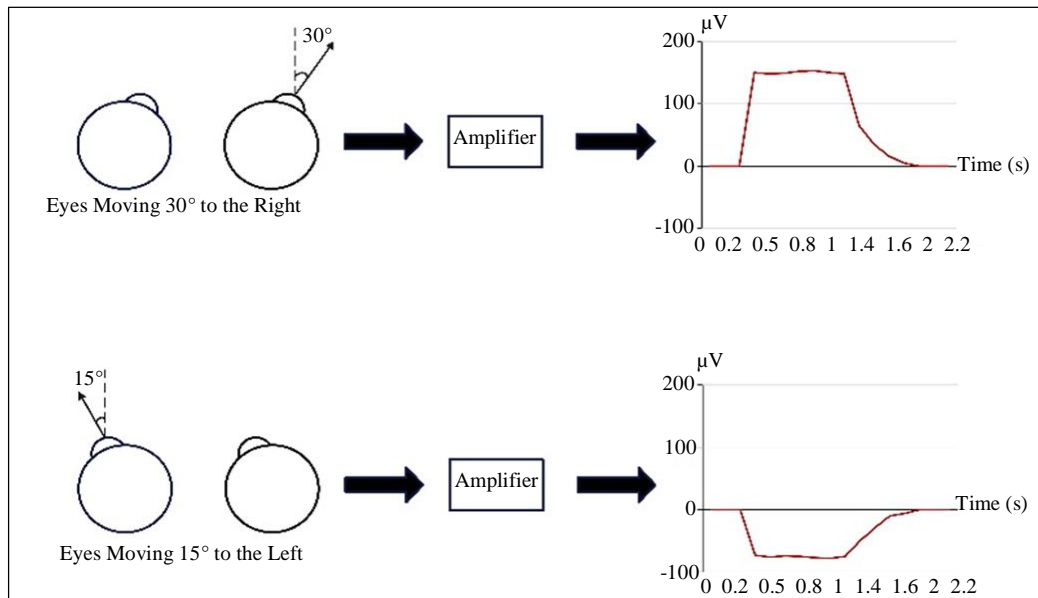 30°
µV
200
100
0
-100
Amplifier
Time (s)
0 0.2 0.5 0.8 1 1.4 1.6 2 2.2
Eyes Moving 30° to the Right
15°
µV
200
100
0
-100
Amplifier
Time (s)
0 0.2 0.5 0.8 1 1.4 1.6 2 2.2
Eyes Moving 15° to the Left